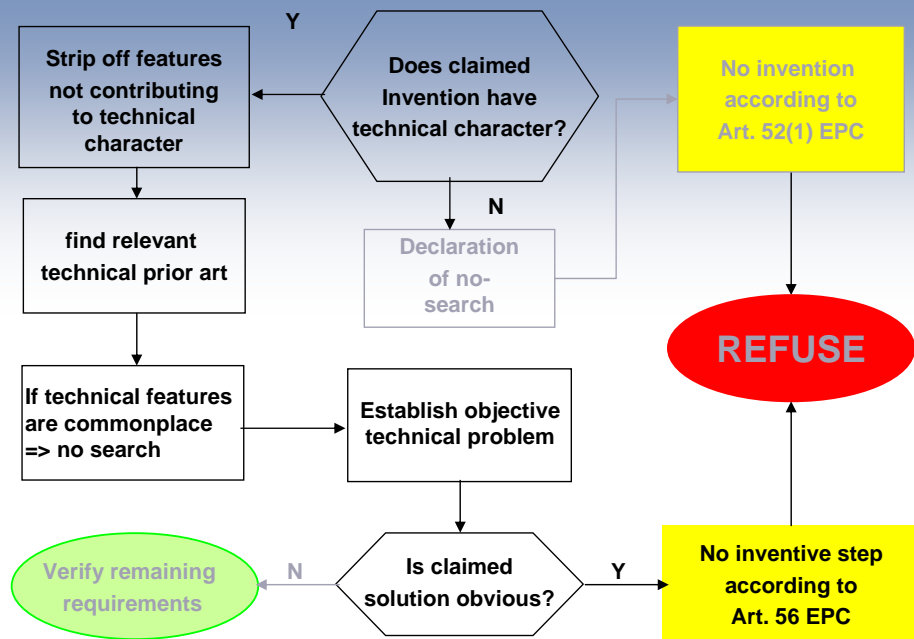 Y
Strip off features
not contributing
to technical
character
Does claimed
Invention have
technical character?
No invention
according to
Art. 52(1) EPC
N
find relevant
technical prior art
Declaration
of no-
search
REFUSE
If technical features
are commonplace
=> no search
Establish objective
technical problem
Verify remaining
requirements
N
Is claimed
solution obvious?
Y
No inventive step
according to
Art. 56 EPC